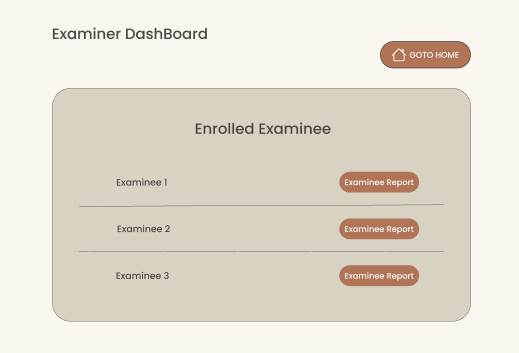 Examiner DashBoard
GOTO HOME
Enrolled Examinee
Examinee 1
Examinee Report
Examinee 2
Examinee Report
Examinee 3
Examinee Report